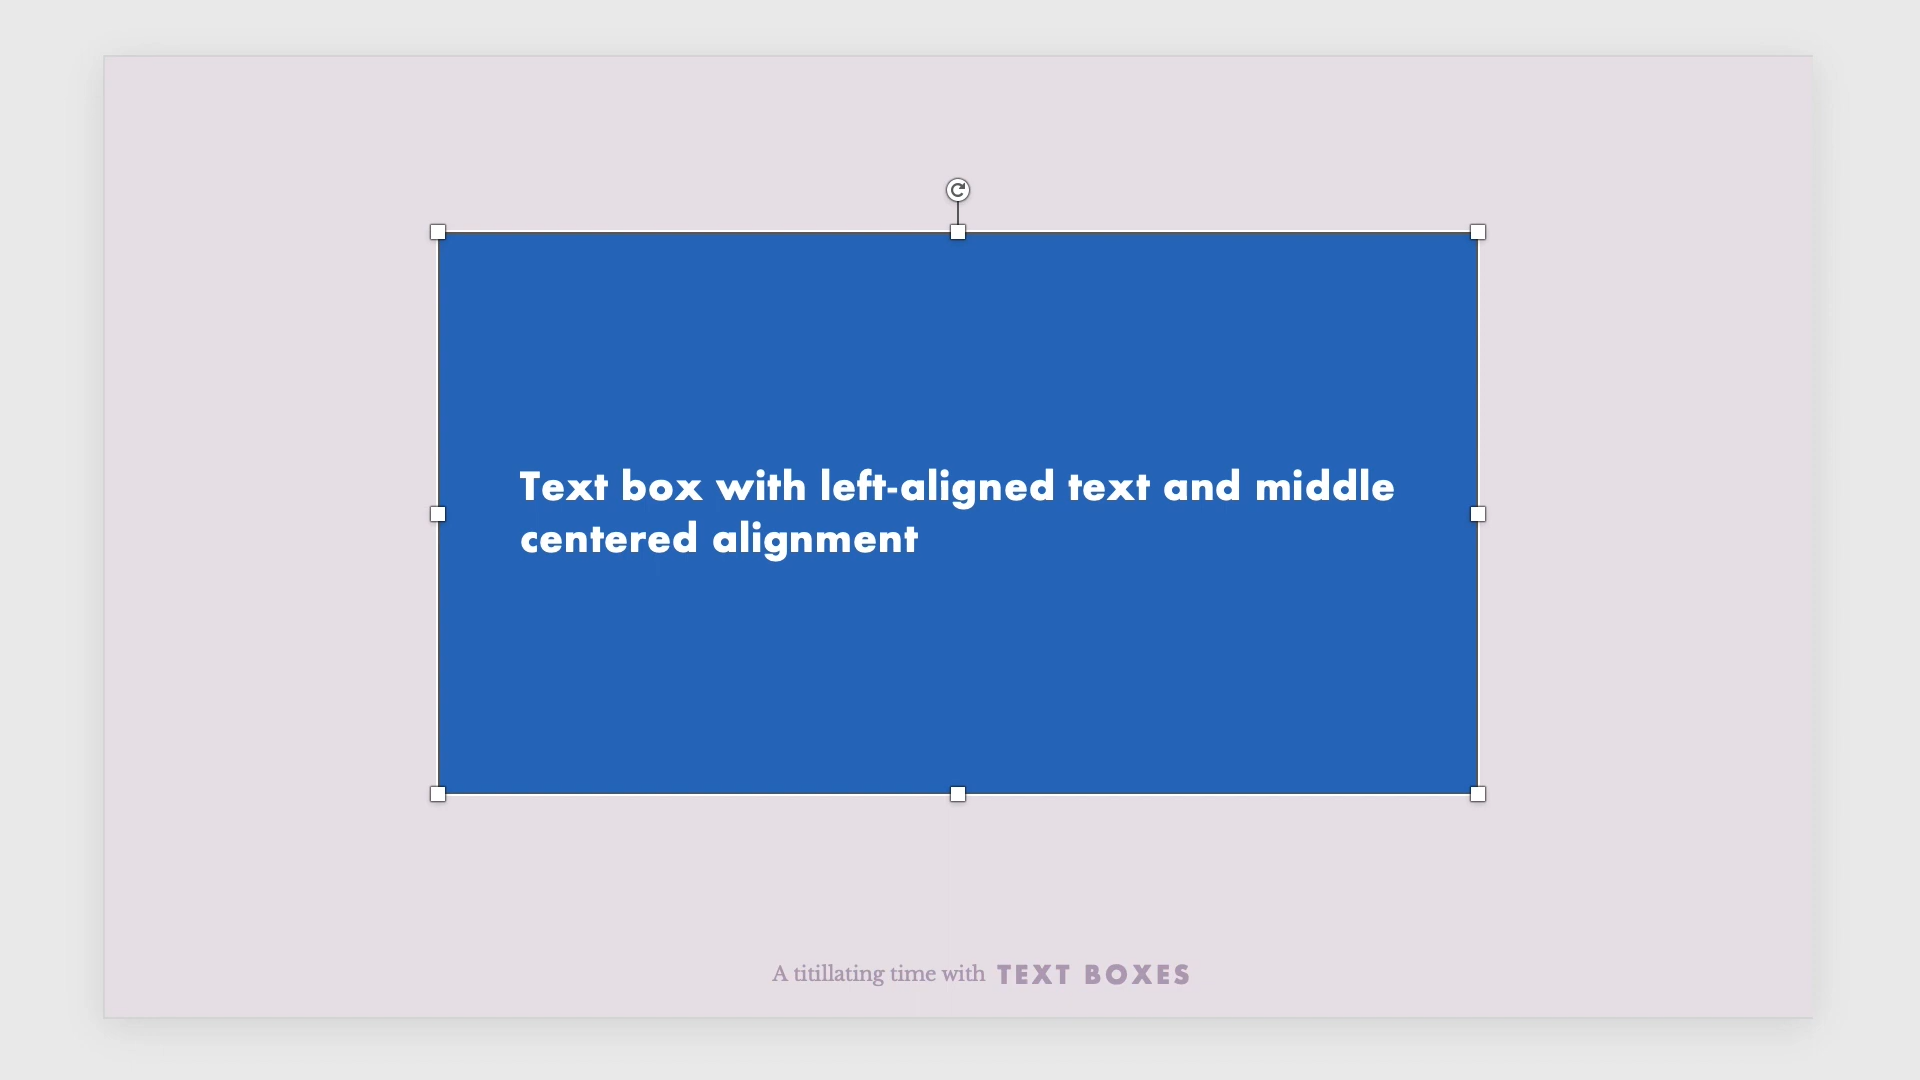 Text box with left-aligned text and middle
centered alignment
A titillating time with TEXT BOXES